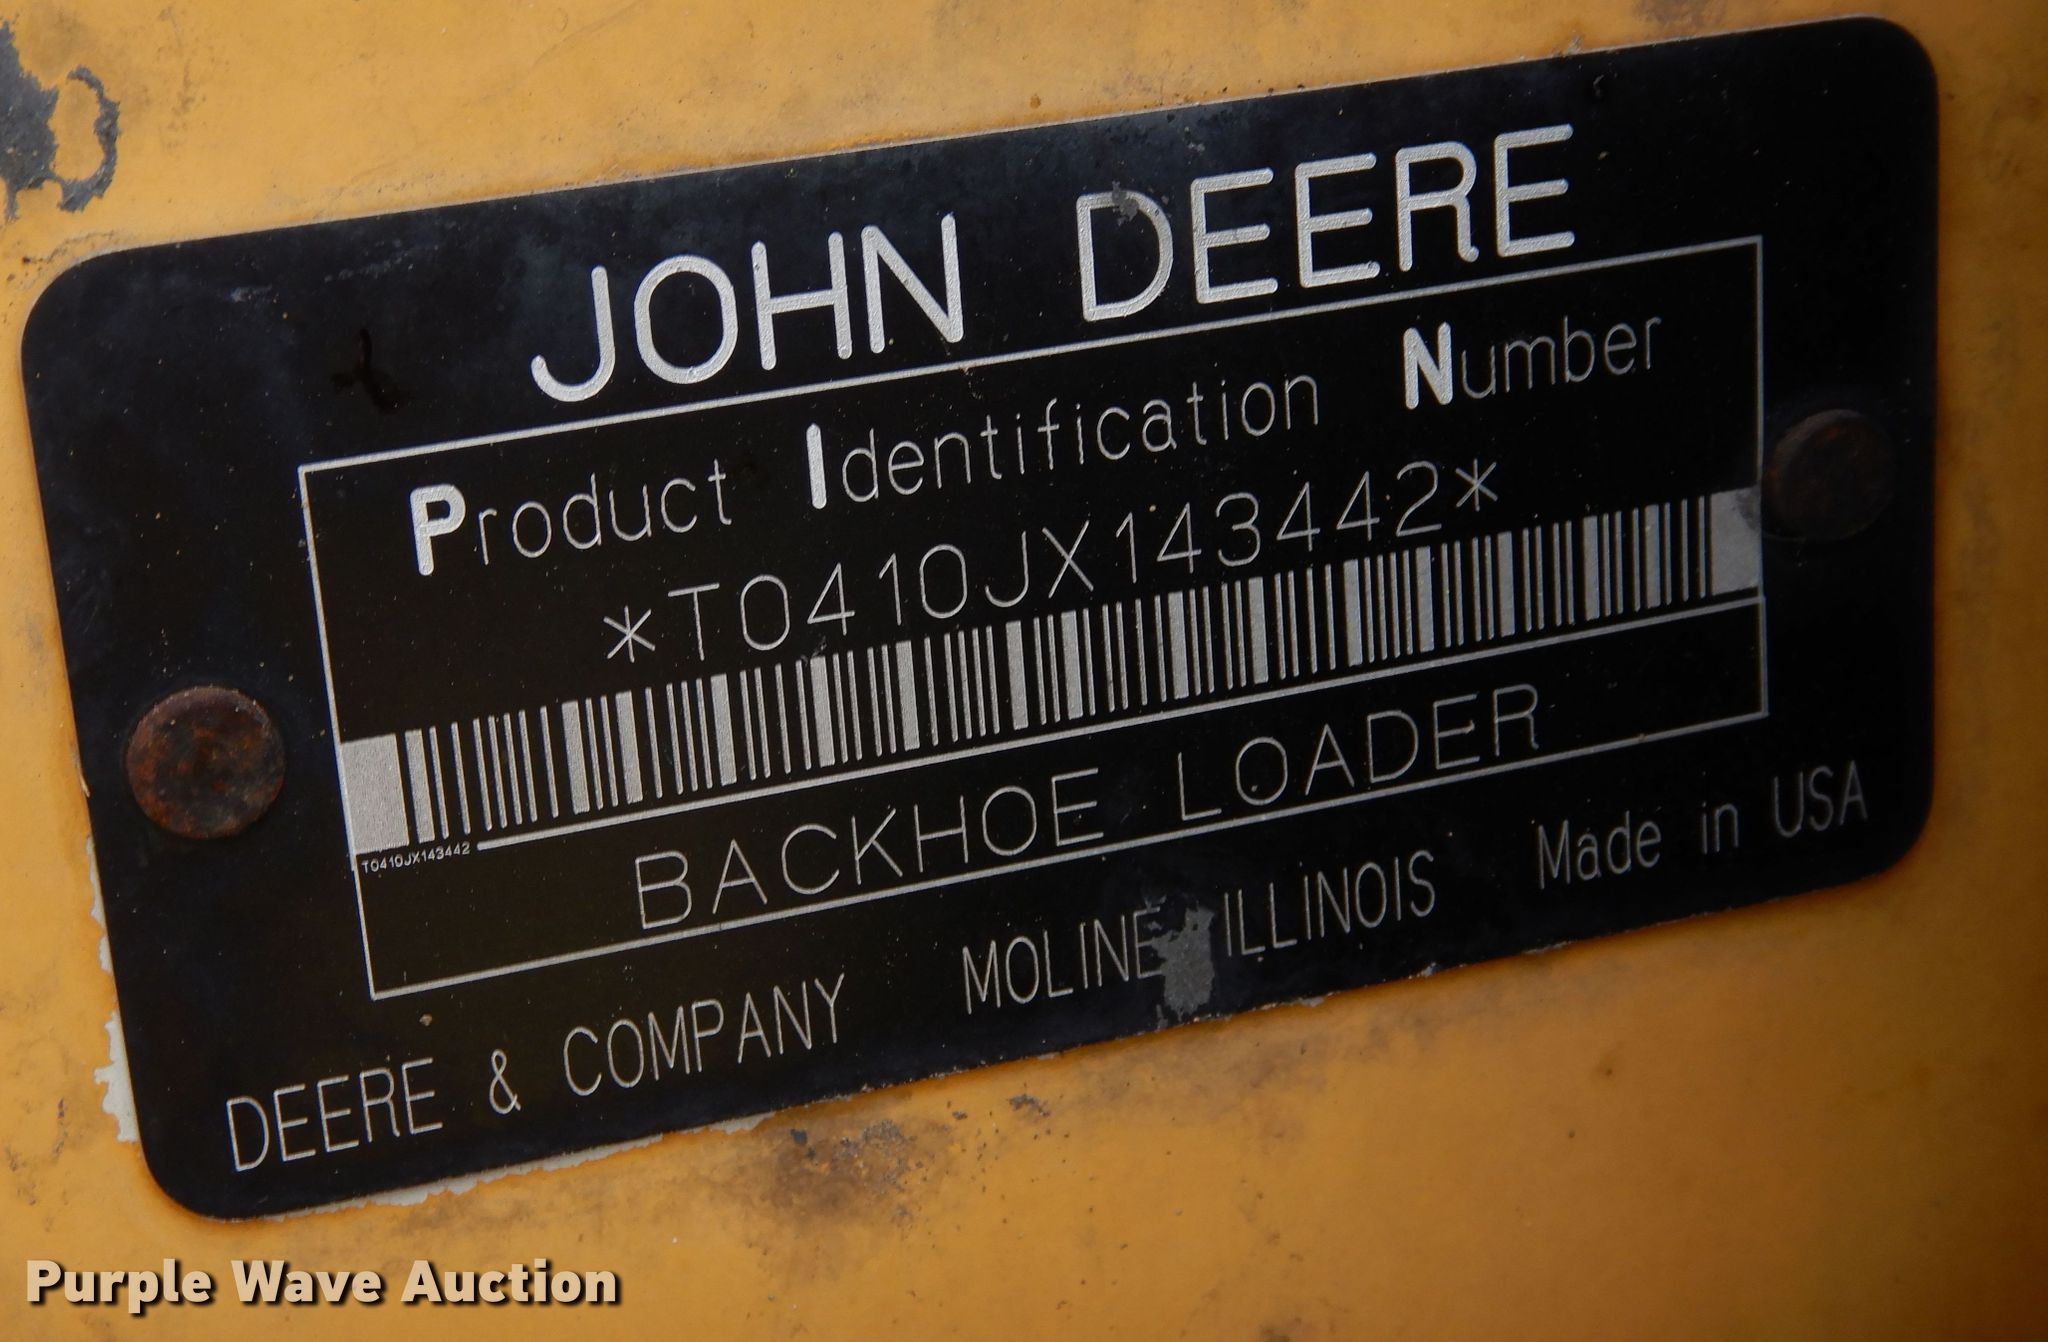 JOHN DEERE
Product Identification Number
*T0410JX143442*
T0410JX143442
BACKHOE LOADER
DEERE & COMPANY MOLINE ILLINOIS Made in USA
Purple Wave Auction